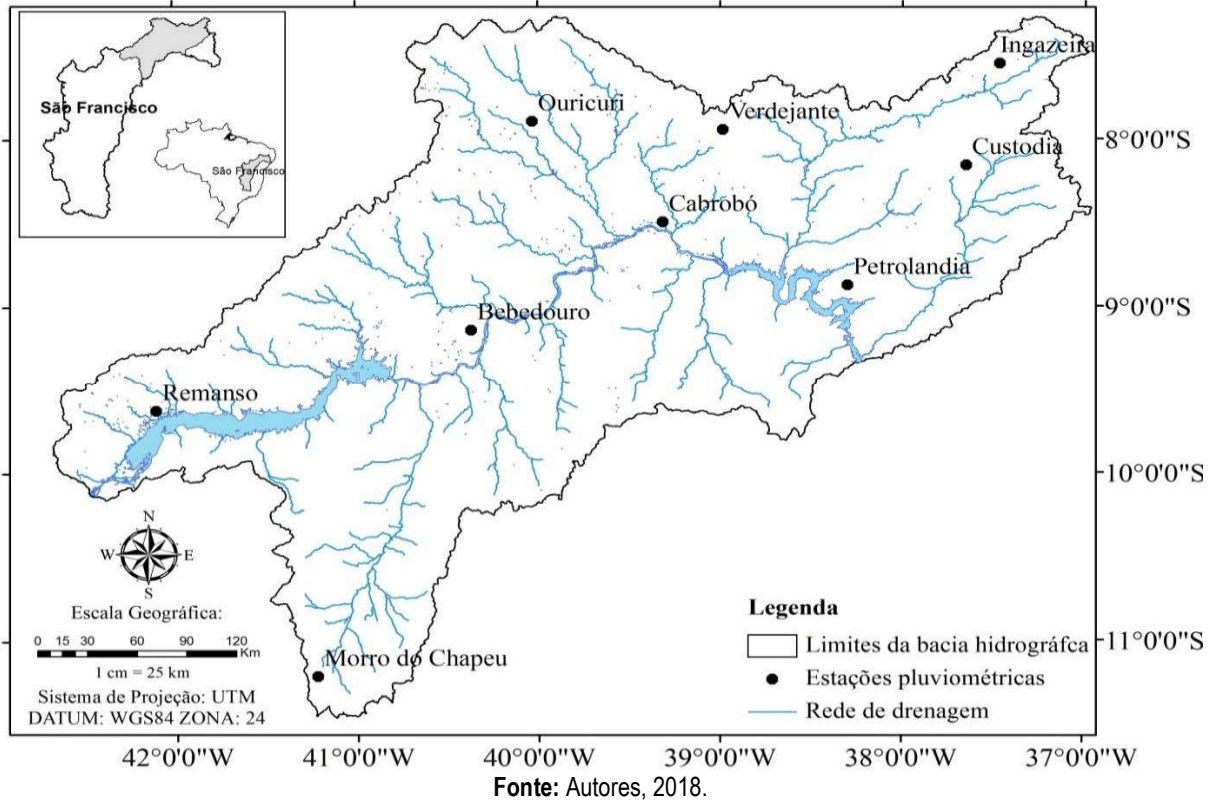 São Francisco
São Francisco
Ingazeira
Ouricuri
Verdejante
8°0'0"S
Custodia
Cabrobó
Petrolandia
9°0'0"S
Bebedouro
Remanso
10°0'0"S
N
W
E
S
Escala Geográfica:
0 15 30 60 90 120
Km
1 cm = 25 km
Sistema de Projeção: UTM
DATUM: WGS84 ZONA: 24
Morro do Chapeu
Legenda
Limites da bacia hidrográfca
11°0'0"S
Estações pluviométricas
Rede de drenagem
42°0'0"W 41°0'0"W 40°0'0"W 39°0'0"W 38°0'0"W 37°0'0"W
Fonte: Autores, 2018.